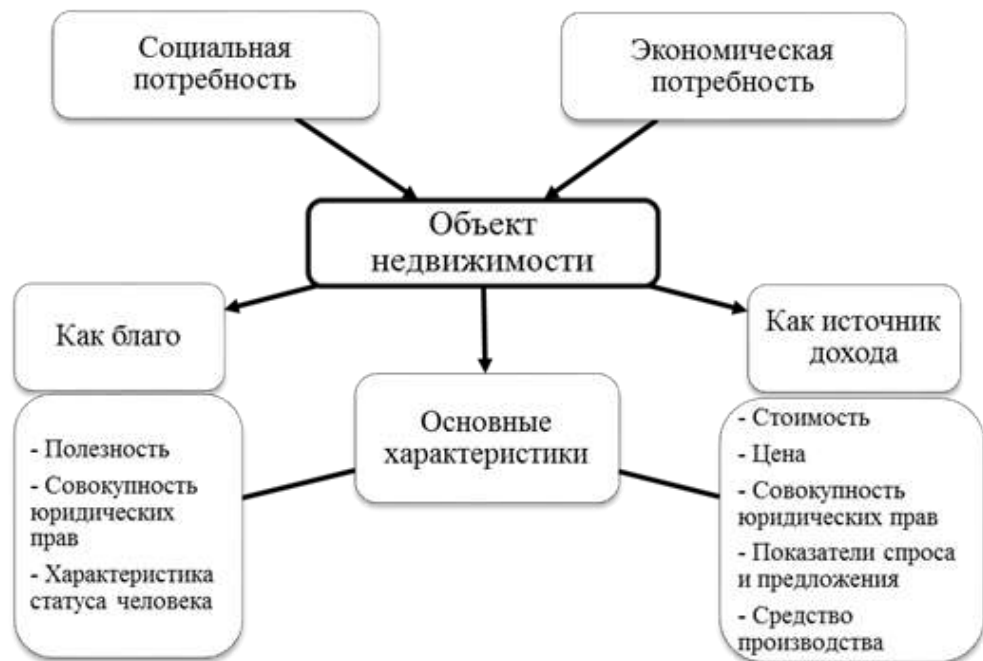 Социальная
потребность
Экономическая
потребность
Объект
недвижимости
Как благо
Как источник
дохода
Основные
характеристики
- Полезность
- Совокупность
юридических
прав
- Характеристика
статуса человека
- Стоимость
- Цена
- Совокупность
юридических прав
- Показатели спроса
и предложения
- Средство
производства